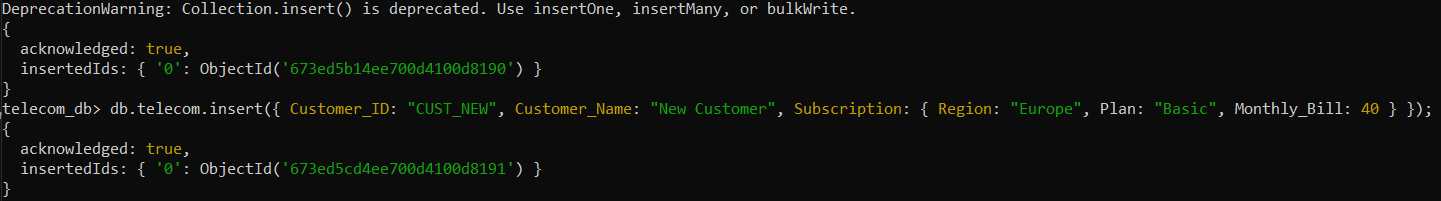 DeprecationWarning: Collection.insert() is deprecated. Use insertOne, insertMany, or bulkWrite.
{
  acknowledged: true,
  insertedIds: { '0': ObjectId('673ed5b14ee700d4100d8190') }
}
telecom_db> db.telecom.insert({ Customer_ID: "CUST_NEW", Customer_Name: "New Customer", Subscription: { Region: "Europe", Plan: "Basic", Monthly_Bill: 40 } });
{
  acknowledged: true,
  insertedIds: { '0': ObjectId('673ed5cd4ee700d4100d8191') }
}